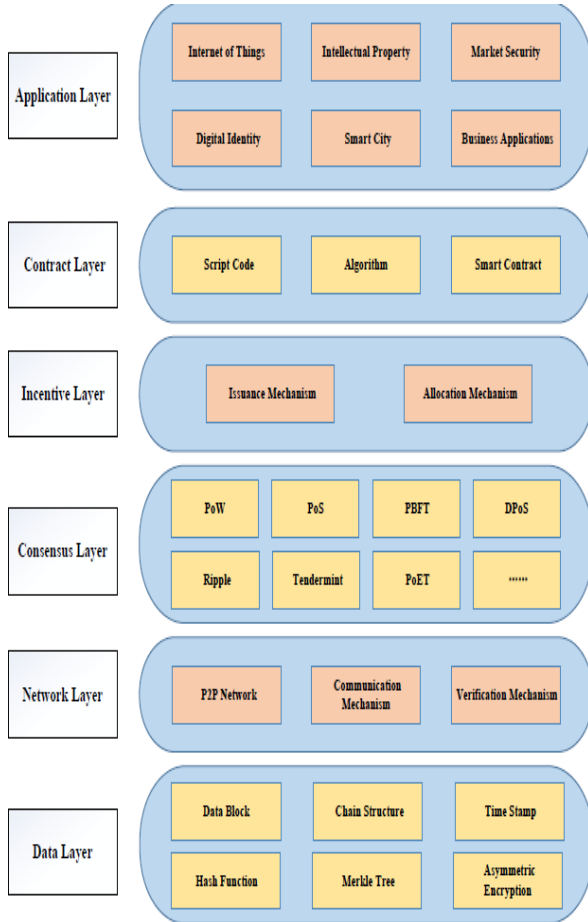 Application Layer
Internet of Things
Intellectual Property
Market Security
Digital Identity
Smart City
Business Applications
Contract Layer
Script Code
Algorithm
Smart Contract
Incentive Layer
Issuance Mechanism
Allocation Mechanism
Consensus Layer
PoW
PoS
PBFT
DPoS
Ripple
Tendermint
PoET
······
Network Layer
P2P Network
Communication
Mechanism
Verification Mechanism
Data Layer
Data Block
Chain Structure
Time Stamp
Hash Function
Merkle Tree
Asymmetric
Encryption